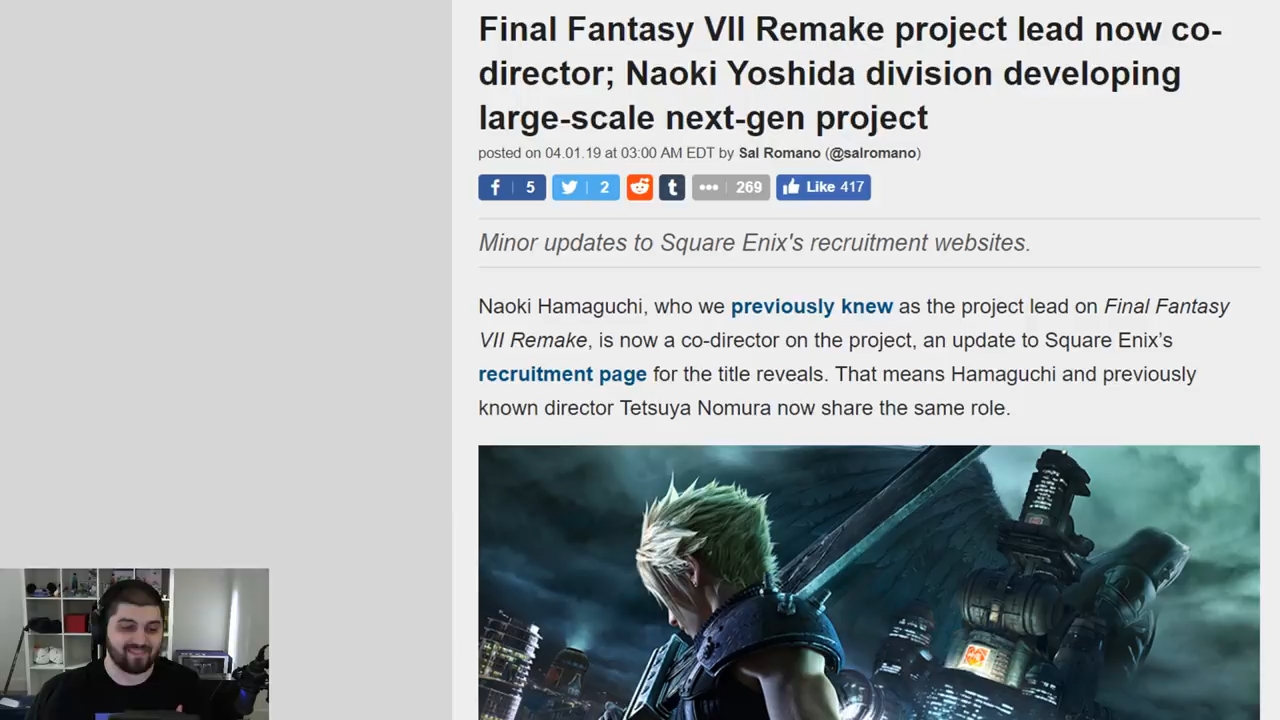 Final Fantasy VII Remake project lead now co-
director; Naoki Yoshida division developing
large-scale next-gen project
posted on 04.01.19 at 03:00 AM EDT by Sal Romano (@salromano)
5 2 269 Like 417
Minor updates to Square Enix's recruitment websites.
Naoki Hamaguchi, who we previously knew as the project lead on Final Fantasy
VII Remake, is now a co-director on the project, an update to Square Enix’s
recruitment page for the title reveals. That means Hamaguchi and previously
known director Tetsuya Nomura now share the same role.